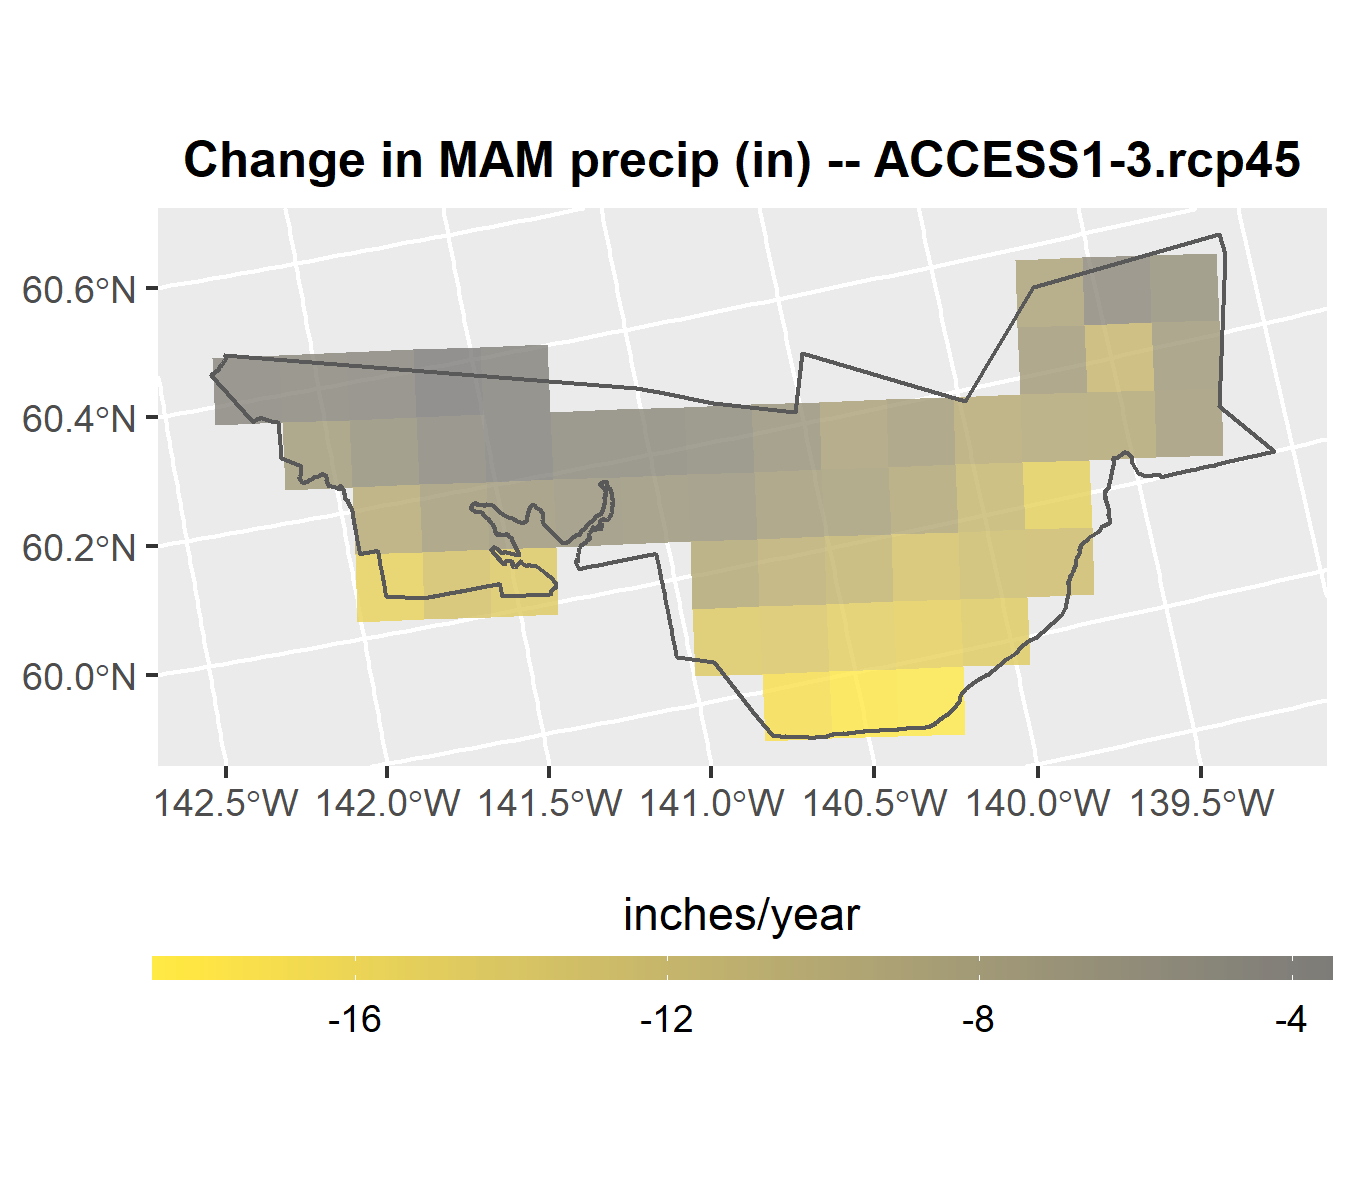 Change in MAM precip (in) -- ACCESS1-3.rcp45
60.6°N
60.4°N
60.2°N
60.0°N
142.5°W 142.0°W 141.5°W 141.0°W 140.5°W 140.0°W 139.5°W
inches/year
-16 -12 -8 -4